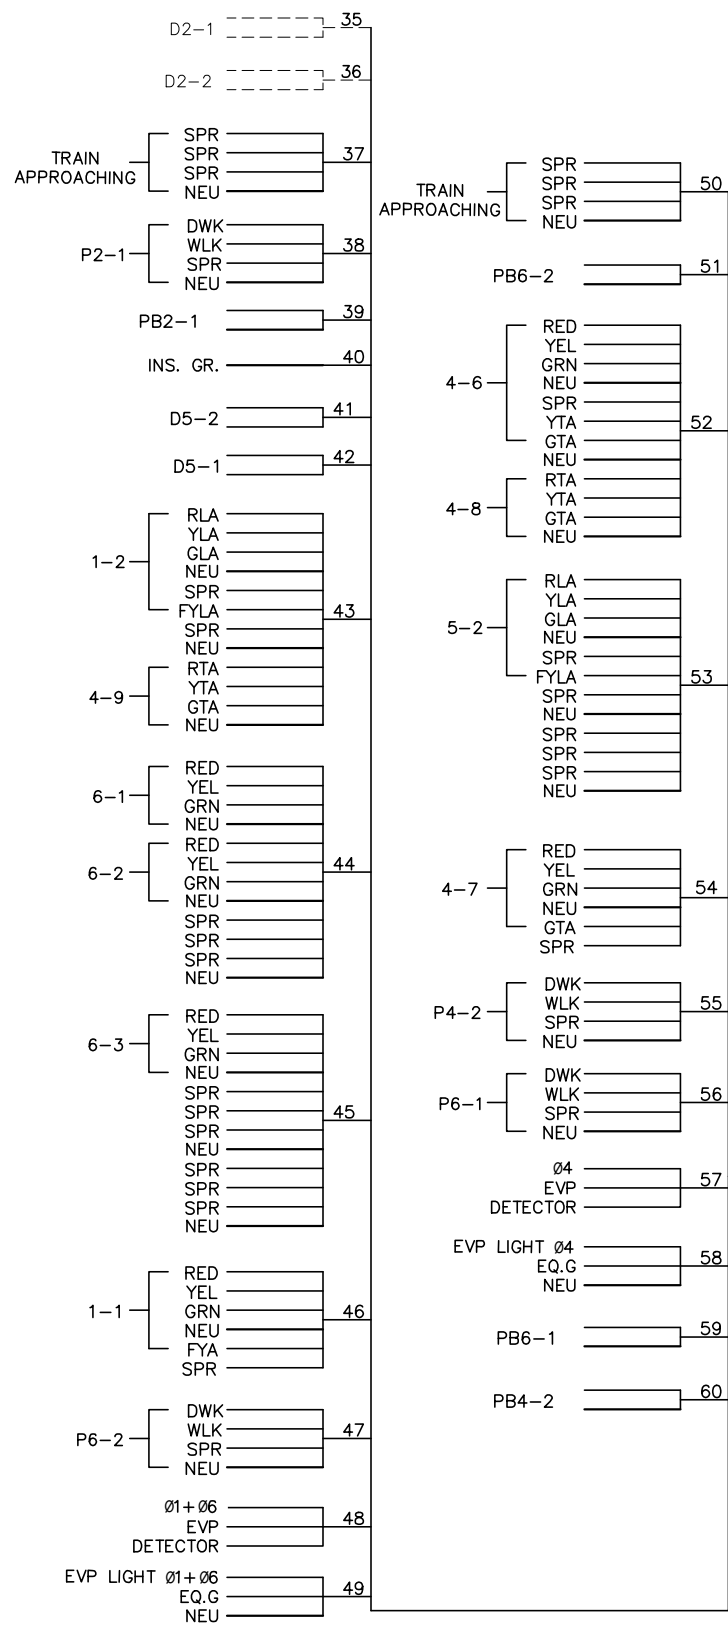 D2-1
35
D2-2
36
TRAIN
APPROACHING
SPR
SPR
SPR
NEU
37
P2-1
DWK
WLK
SPR
NEU
38
PB2-1
39
INS. GR.
40
D5-2
41
D5-1
42
1-2
RLA
YLA
GLA
NEU
SPR
FYLA
SPR
NEU
43
4-9
RTA
YTA
GTA
NEU
6-1
RED
YEL
GRN
NEU
6-2
RED
YEL
GRN
NEU
SPR
SPR
SPR
NEU
44
6-3
RED
YEL
GRN
NEU
SPR
SPR
SPR
NEU
SPR
SPR
SPR
NEU
45
1-1
RED
YEL
GRN
NEU
FYA
SPR
46
P6-2
DWK
WLK
SPR
NEU
47
Ø1+Ø6
EVP
DETECTOR
48
EVP LIGHT Ø1+Ø6
EQ.G
NEU
49
TRAIN
APPROACHING
SPR
SPR
SPR
NEU
50
PB6-2
51
4-6
RED
YEL
GRN
NEU
SPR
YTA
GTA
NEU
52
4-8
RTA
YTA
GTA
NEU
5-2
RLA
YLA
GLA
NEU
SPR
FYLA
SPR
NEU
SPR
SPR
SPR
NEU
53
4-7
RED
YEL
GRN
NEU
GTA
SPR
54
P4-2
DWK
WLK
SPR
NEU
55
P6-1
DWK
WLK
SPR
NEU
56
Ø4
EVP
DETECTOR
57
EVP LIGHT Ø4
EQ.G
NEU
58
PB6-1
59
PB4-2
60